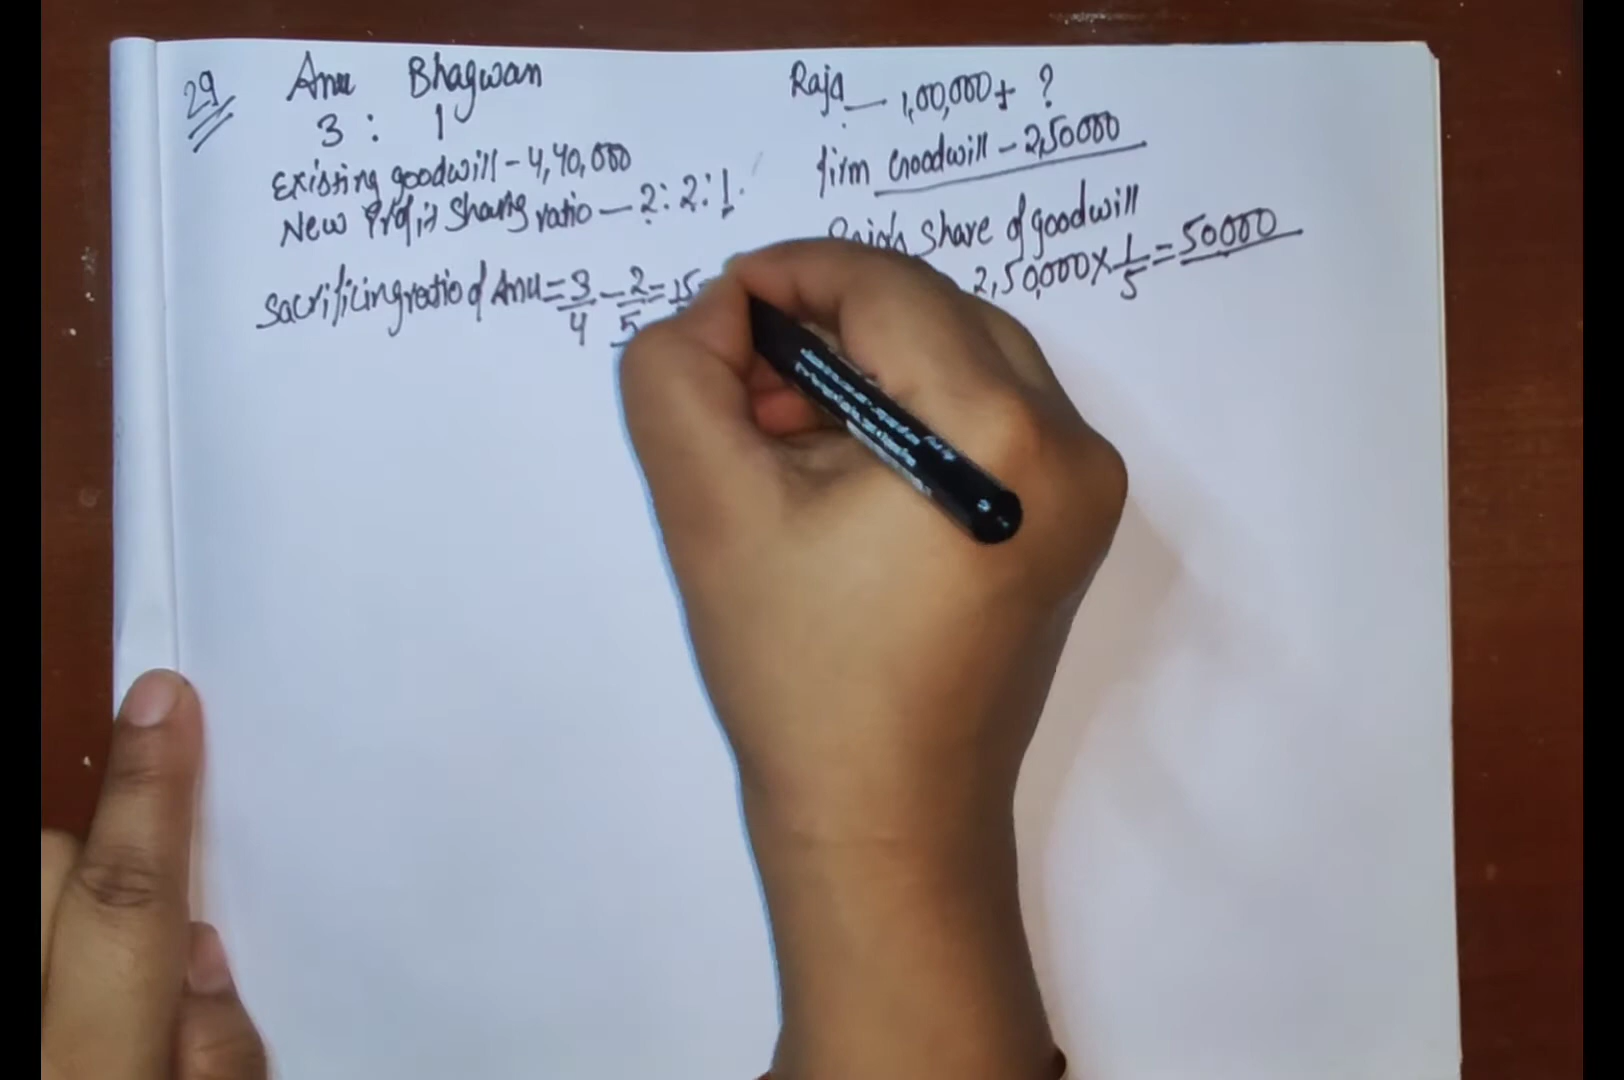 29
Anu Bhagwan
3 : 1
Existing goodwill - 4,40,000
New Profit Sharing ratio - 2:2:1.
Sacrificing ratio of Anu = 3/4 - 2/5 = 15
Raja - 1,00,000 + ?
firm Goodwill - 2,50000
Raja's share of goodwill
2,50,000 × 1/5 = 50000